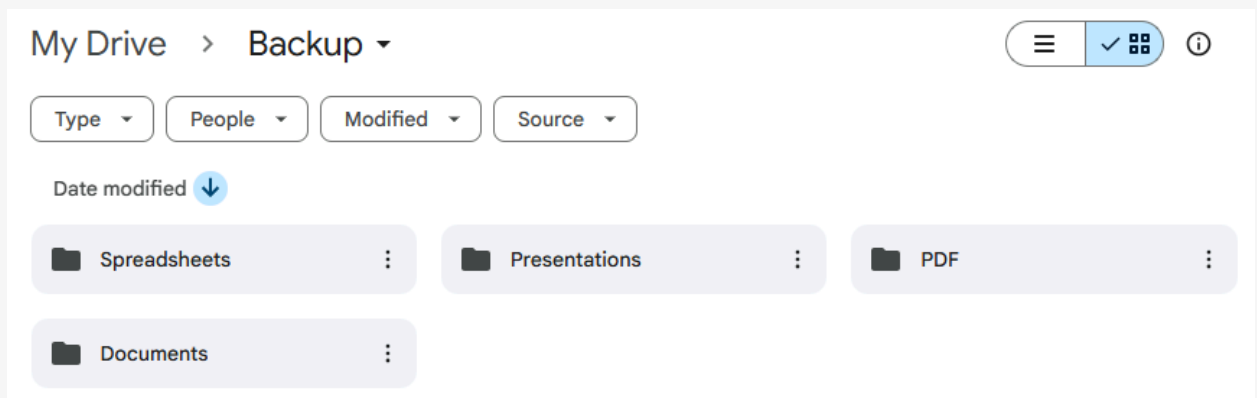 My Drive > Backup
Type People Modified Source
Date modified
Spreadsheets Presentations PDF
Documents